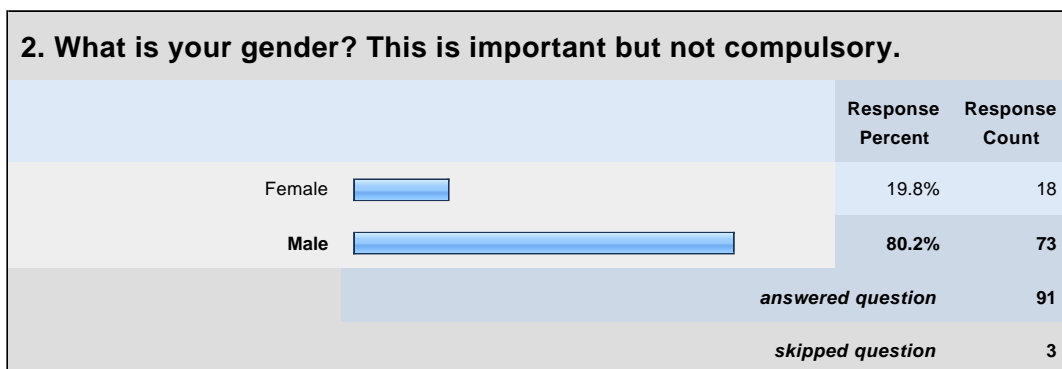 2. What is your gender? This is important but not compulsory.
Response Percent Response Count
Female 19.8% 18
Male 80.2% 73
answered question 91
skipped question 3